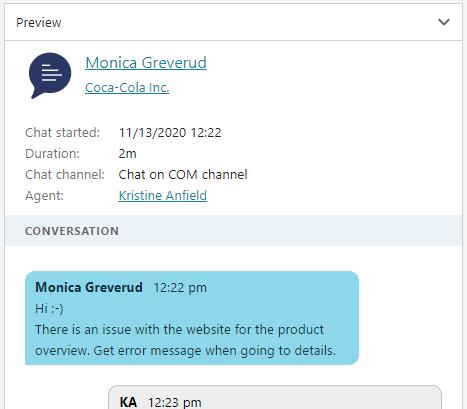 Preview
Monica Greverud
Coca-Cola Inc.
Chat started: 11/13/2020 12:22
Duration: 2m
Chat channel: Chat on COM channel
Agent: Kristine Anfield
CONVERSATION
Monica Greverud 12:22 pm
Hi :-)
There is an issue with the website for the product
overview. Get error message when going to details.
KA 12:23 pm